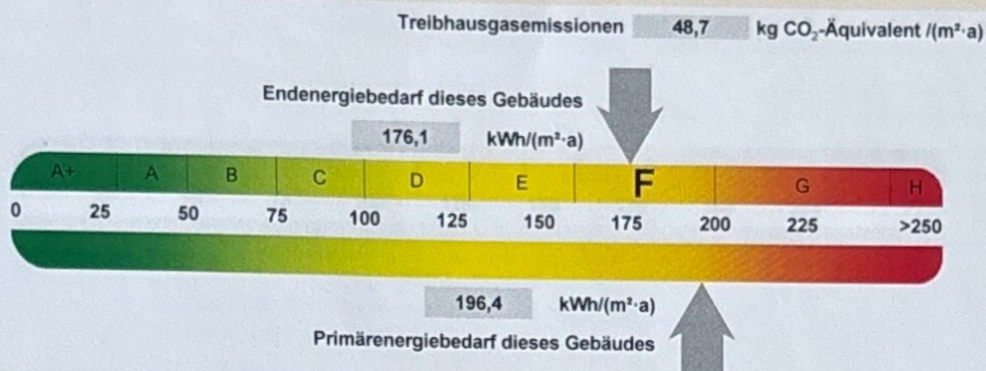 Treibhausgasemissionen 48,7 kg CO₂-Äquivalent /(m²·a)
Endenergiebedarf dieses Gebäudes
176,1 kWh/(m²·a)
A+ A B C D E F G H
0 25 50 75 100 125 150 175 200 225 >250
196,4 kWh/(m²·a)
Primärenergiebedarf dieses Gebäudes